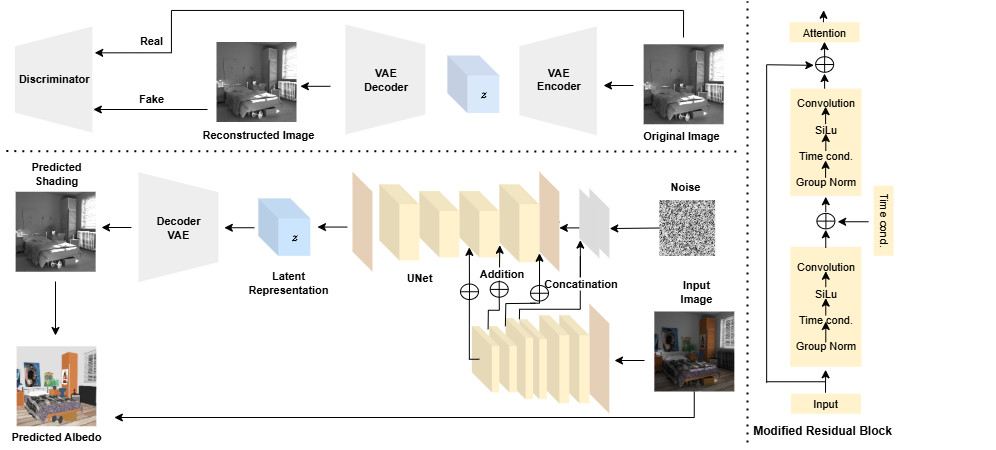 Real
Fake
Discriminator
Reconstructed Image
VAE
Decoder
z
VAE
Encoder
Original Image
Predicted
Shading
Decoder
VAE
z
Latent
Representation
UNet
Addition
Concatination
Noise
Input
Image
Predicted Albedo
Attention
Convolution
SiLu
Time cond.
Group Norm
Time cond.
Convolution
SiLu
Time cond.
Group Norm
Input
Modified Residual Block